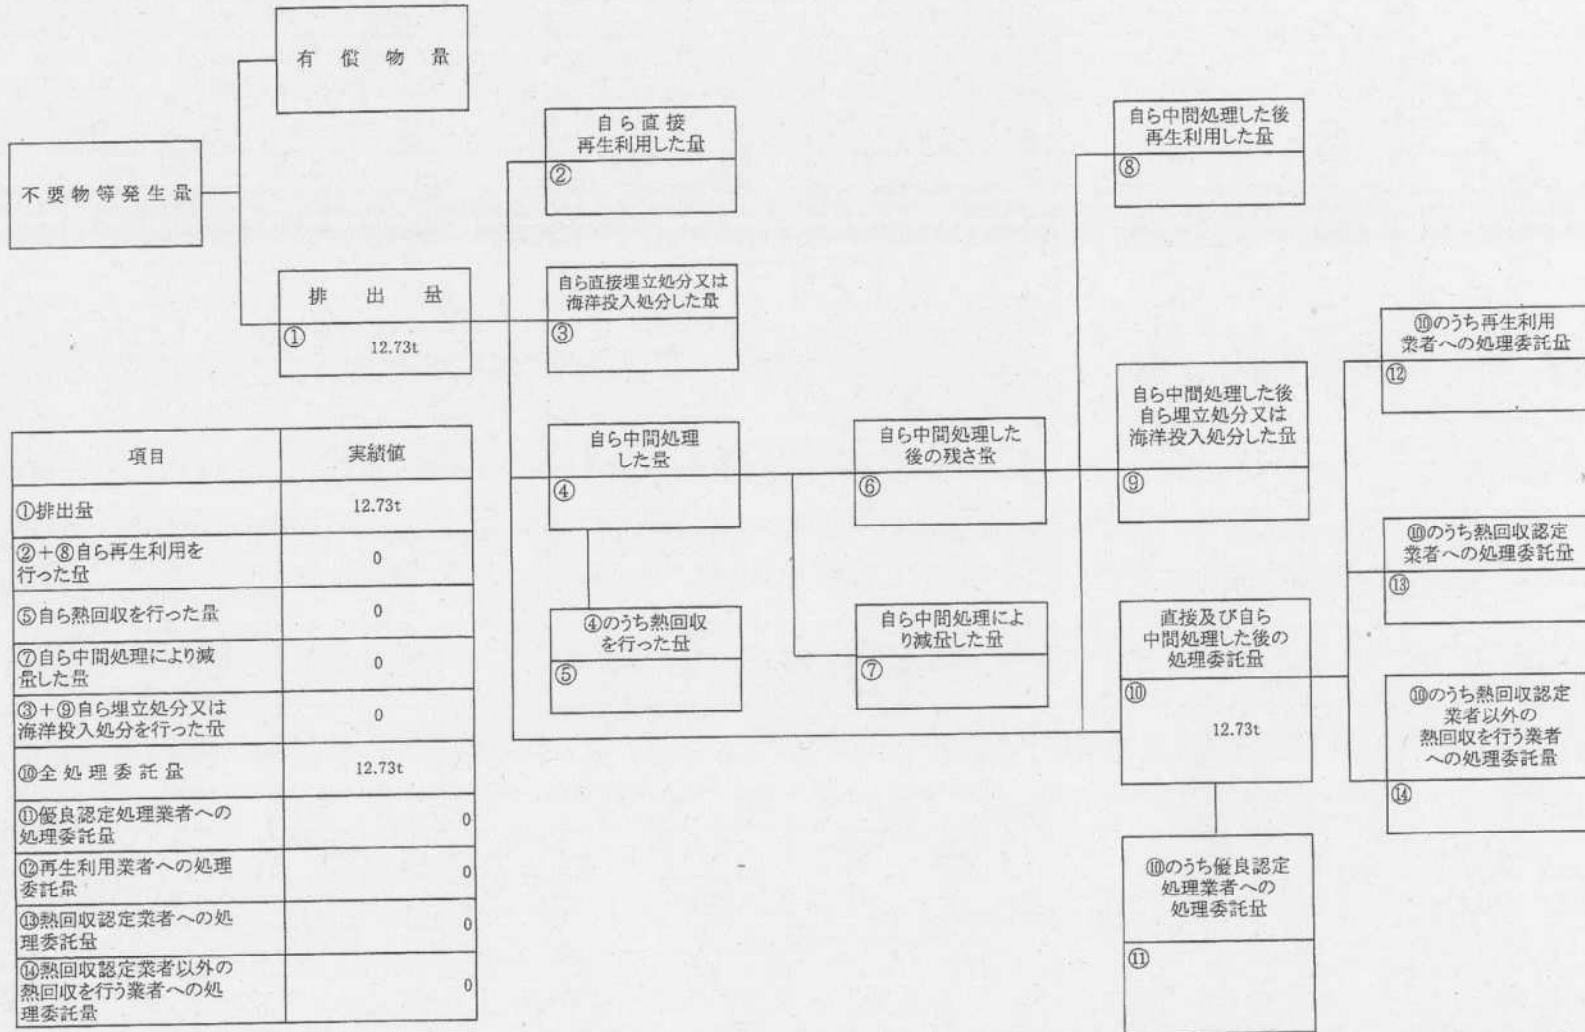 有償物量
不要物等発生量
排出量
①
12.73t
自ら直接
再生利用した量
②
自ら直接埋立処分又は
海洋投入処分した量
③
自ら中間処理
した量
④
④のうち熱回収
を行った量
⑤
自ら中間処理した
後の残さ量
⑥
自ら中間処理によ
り減量した量
⑦
自ら中間処理した後
再生利用した量
⑧
自ら中間処理した後
自ら埋立処分又は
海洋投入処分した量
⑨
直接及び自ら
中間処理した後の
処理委託量
⑩
12.73t
⑩のうち優良認定
処理業者への
処理委託量
⑪
⑩のうち再生利用
業者への処理委託量
⑫
⑩のうち熱回収認定
業者への処理委託量
⑬
⑩のうち熱回収認定
業者以外の
熱回収を行う業者
への処理委託量
⑭
項目 実績値
①排出量 12.73t
②+⑧自ら再生利用を
行った量 0
⑤自ら熱回収を行った量 0
⑦自ら中間処理により減
量した量 0
③+⑨自ら埋立処分又は
海洋投入処分を行った量 0
⑩全処理委託量 12.73t
⑪優良認定処理業者への
処理委託量 0
⑫再生利用業者への処理
委託量 0
⑬熱回収認定業者への処
理委託量 0
⑭熱回収認定業者以外の
熱回収を行う業者への処
理委託量 0